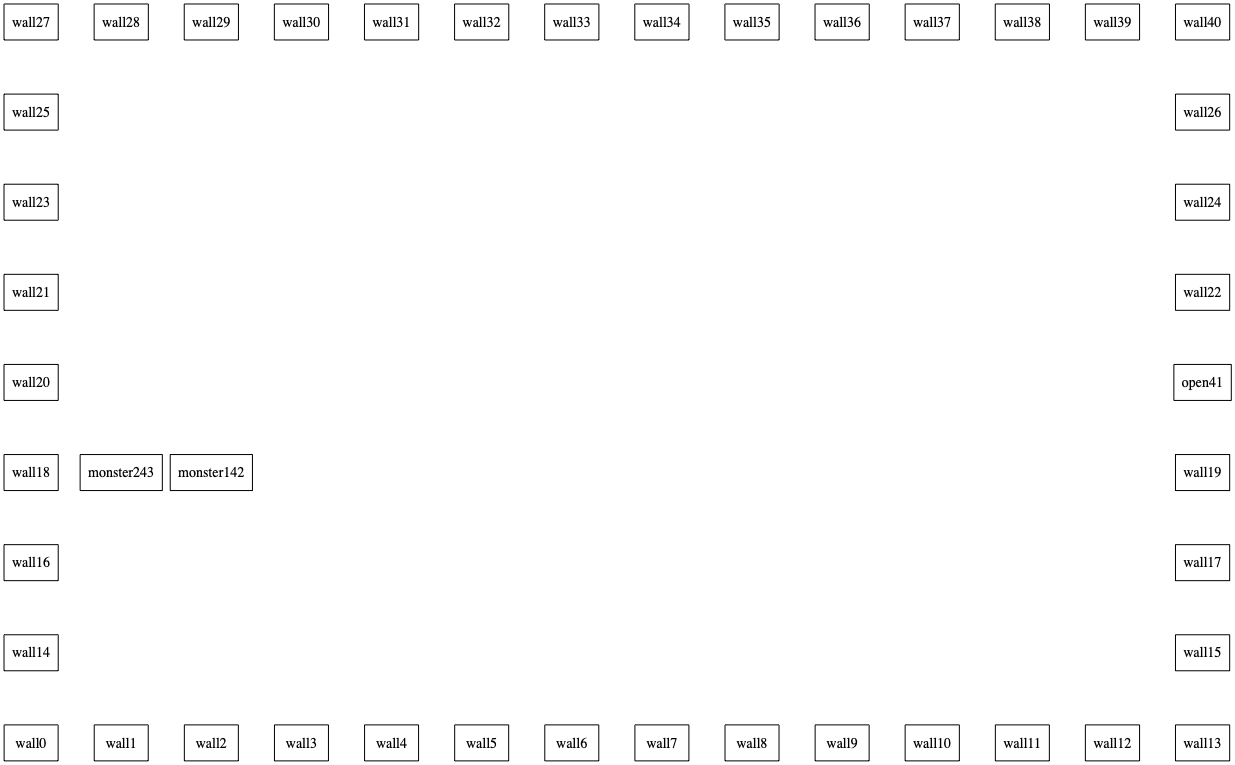 wall27 wall28 wall29 wall30 wall31 wall32 wall33 wall34 wall35 wall36 wall37 wall38 wall39 wall40
wall25 wall26
wall23 wall24
wall21 wall22
wall20 open41
wall18 monster243 monster142 wall19
wall16 wall17
wall14 wall15
wall0 wall1 wall2 wall3 wall4 wall5 wall6 wall7 wall8 wall9 wall10 wall11 wall12 wall13